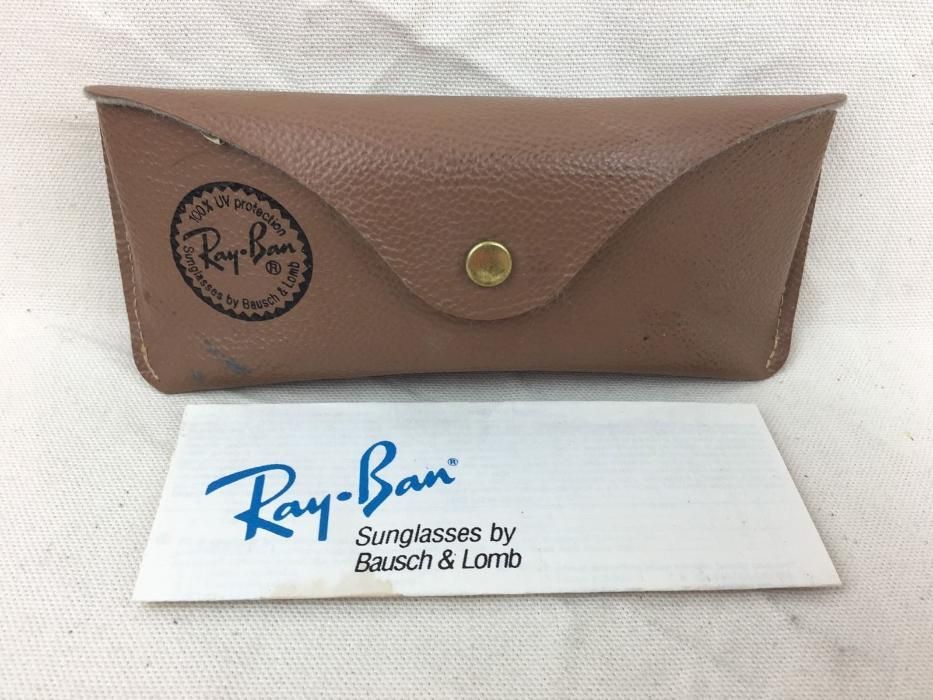 100% UV protection
Ray-Ban®
Sunglasses by Bausch & Lomb
Ray-Ban®
Sunglasses by
Bausch & Lomb